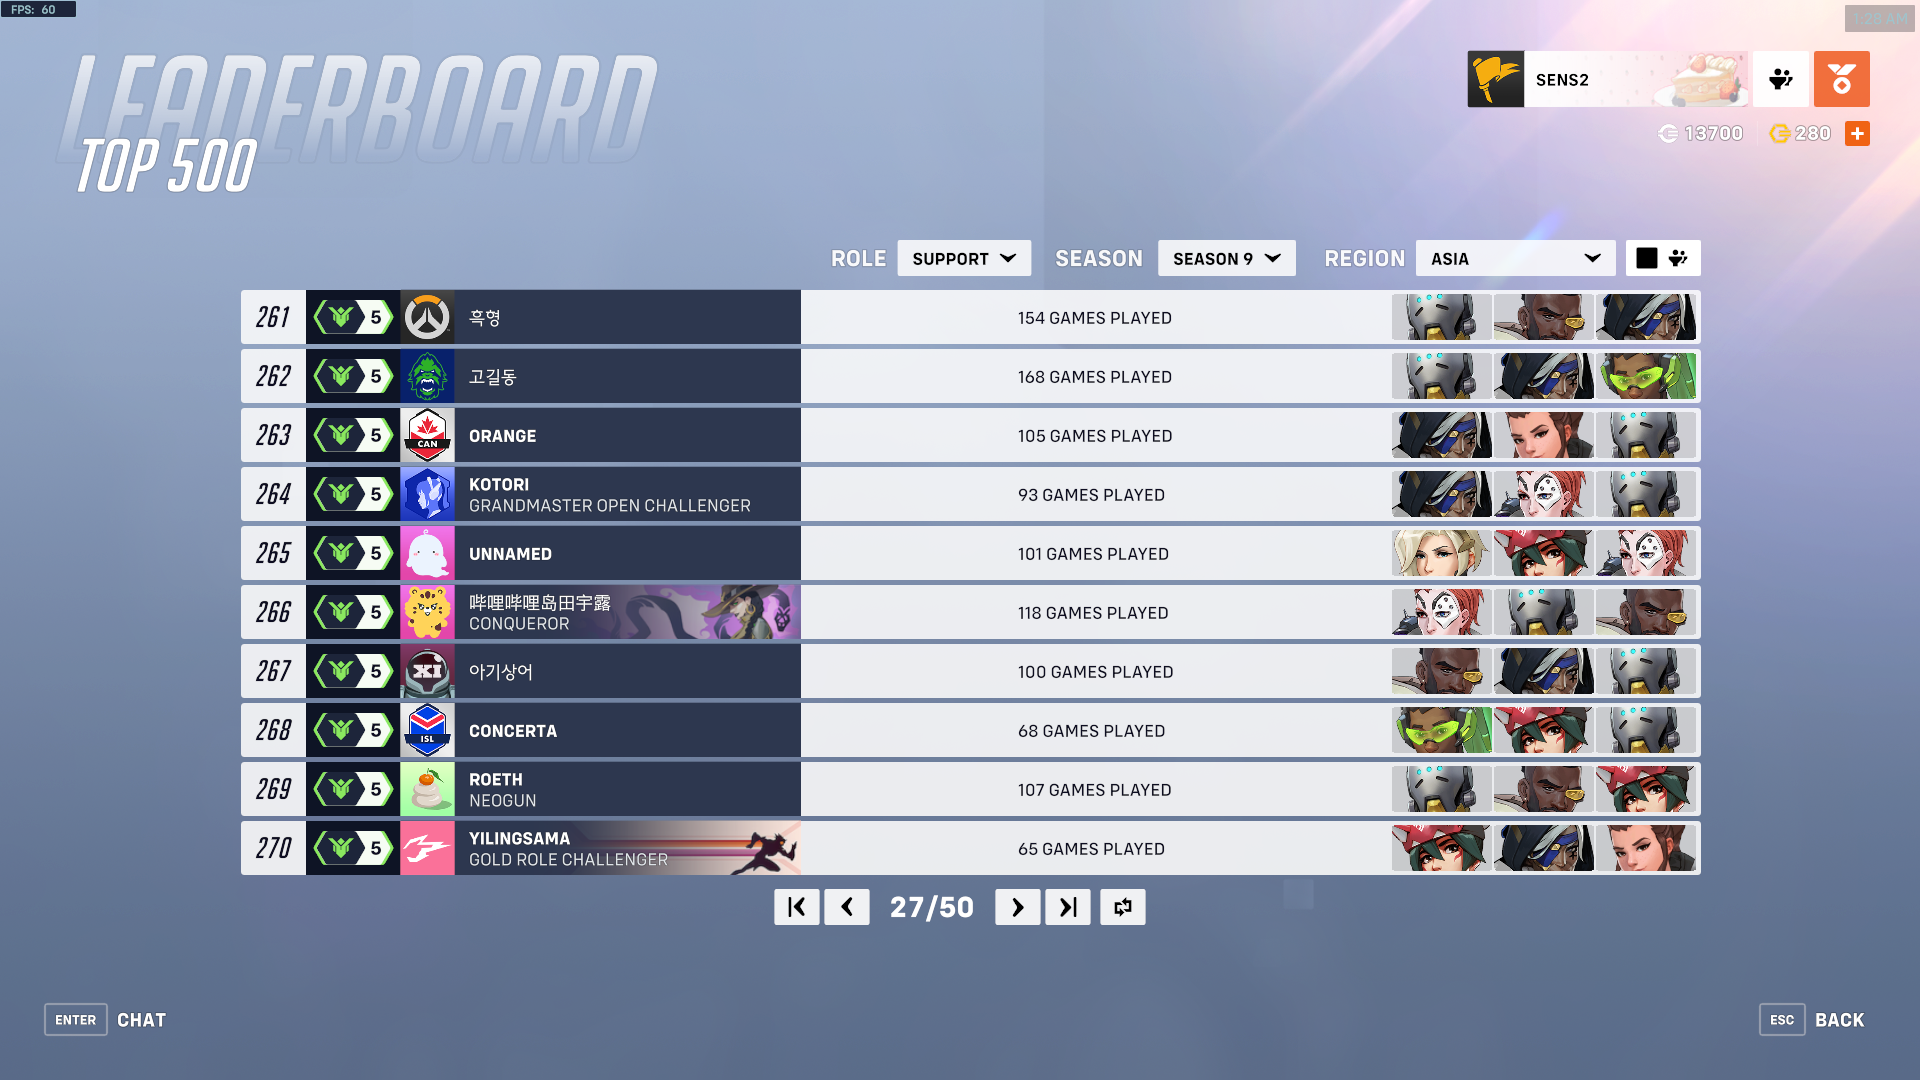 FPS: 60
1:28 AM
LEADERBOARD
TOP 500
SENS2
13700
280
ROLE SUPPORT SEASON SEASON 9 REGION ASIA
261 5 흑형 154 GAMES PLAYED
262 5 고길동 168 GAMES PLAYED
263 5 CAN ORANGE 105 GAMES PLAYED
264 5 KOTORI 93 GAMES PLAYED
GRANDMASTER OPEN CHALLENGER
265 5 UNNAMED 101 GAMES PLAYED
266 5 哔哩哔哩岛田宇露 118 GAMES PLAYED
CONQUEROR
267 5 XI 아기상어 100 GAMES PLAYED
268 5 ISL CONCERTA 68 GAMES PLAYED
269 5 ROETH 107 GAMES PLAYED
NEOGUN
270 5 YILINGSAMA 65 GAMES PLAYED
GOLD ROLE CHALLENGER
27/50
ENTER CHAT
ESC BACK